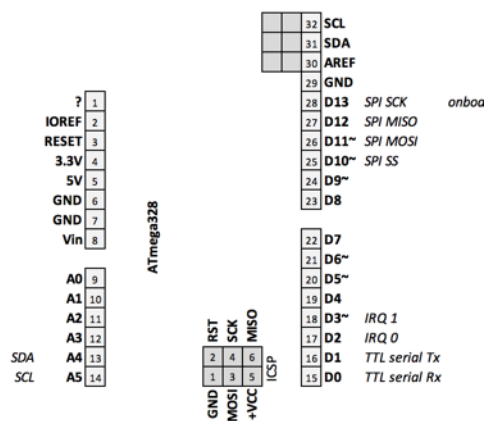 32 SCL
31 SDA
30 AREF
29 GND
? 1
28 D13 SPI SCK onboa
IOREF 2
27 D12 SPI MISO
RESET 3
26 D11~ SPI MOSI
3.3V 4
25 D10~ SPI SS
5V 5
24 D9~
GND 6
23 D8
GND 7
Vin 8
ATmega328
22 D7
21 D6~
A0 9
20 D5~
A1 10
19 D4
A2 11
18 D3~ IRQ 1
A3 12
17 D2 IRQ 0
SDA A4 13
16 D1 TTL serial Tx
SCL A5 14
15 D0 TTL serial Rx
RST SCK MISO
2 4 6
1 3 5
ICSP
GND MOSI +VCC